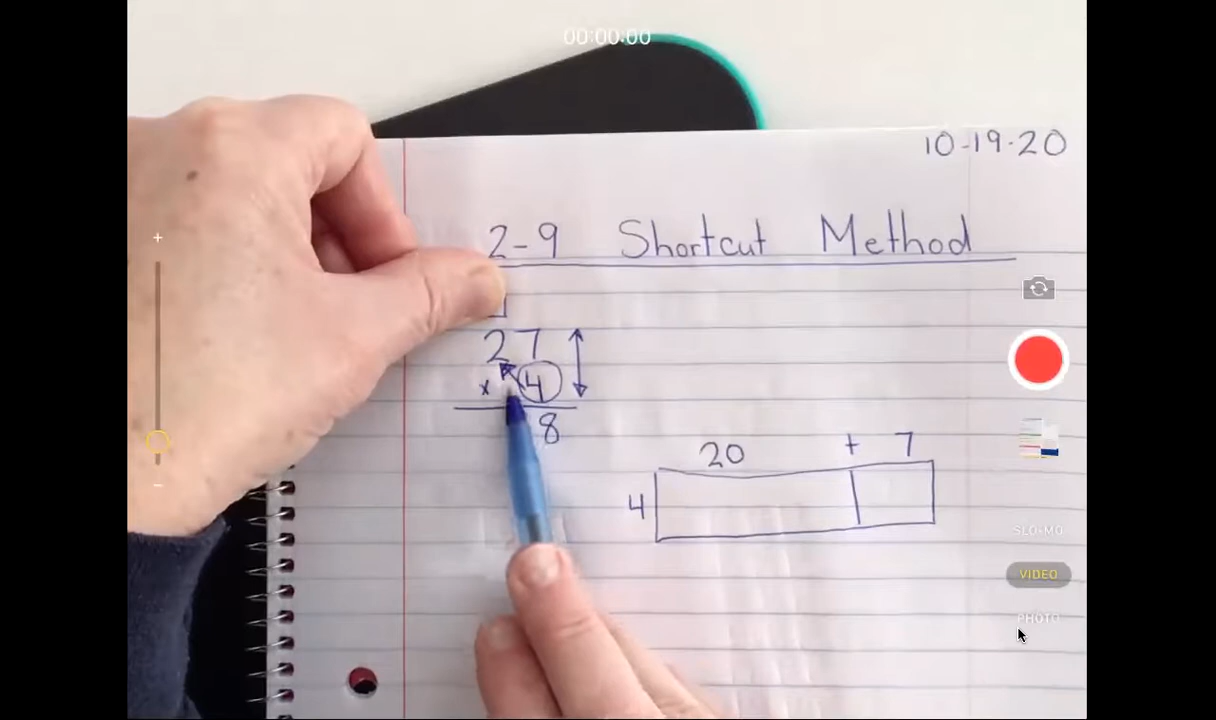 00:00:00
10-19-20
2-9 Shortcut Method
27
x 4
8
20 + 7
4
SLO-MO
VIDEO
PHOTO